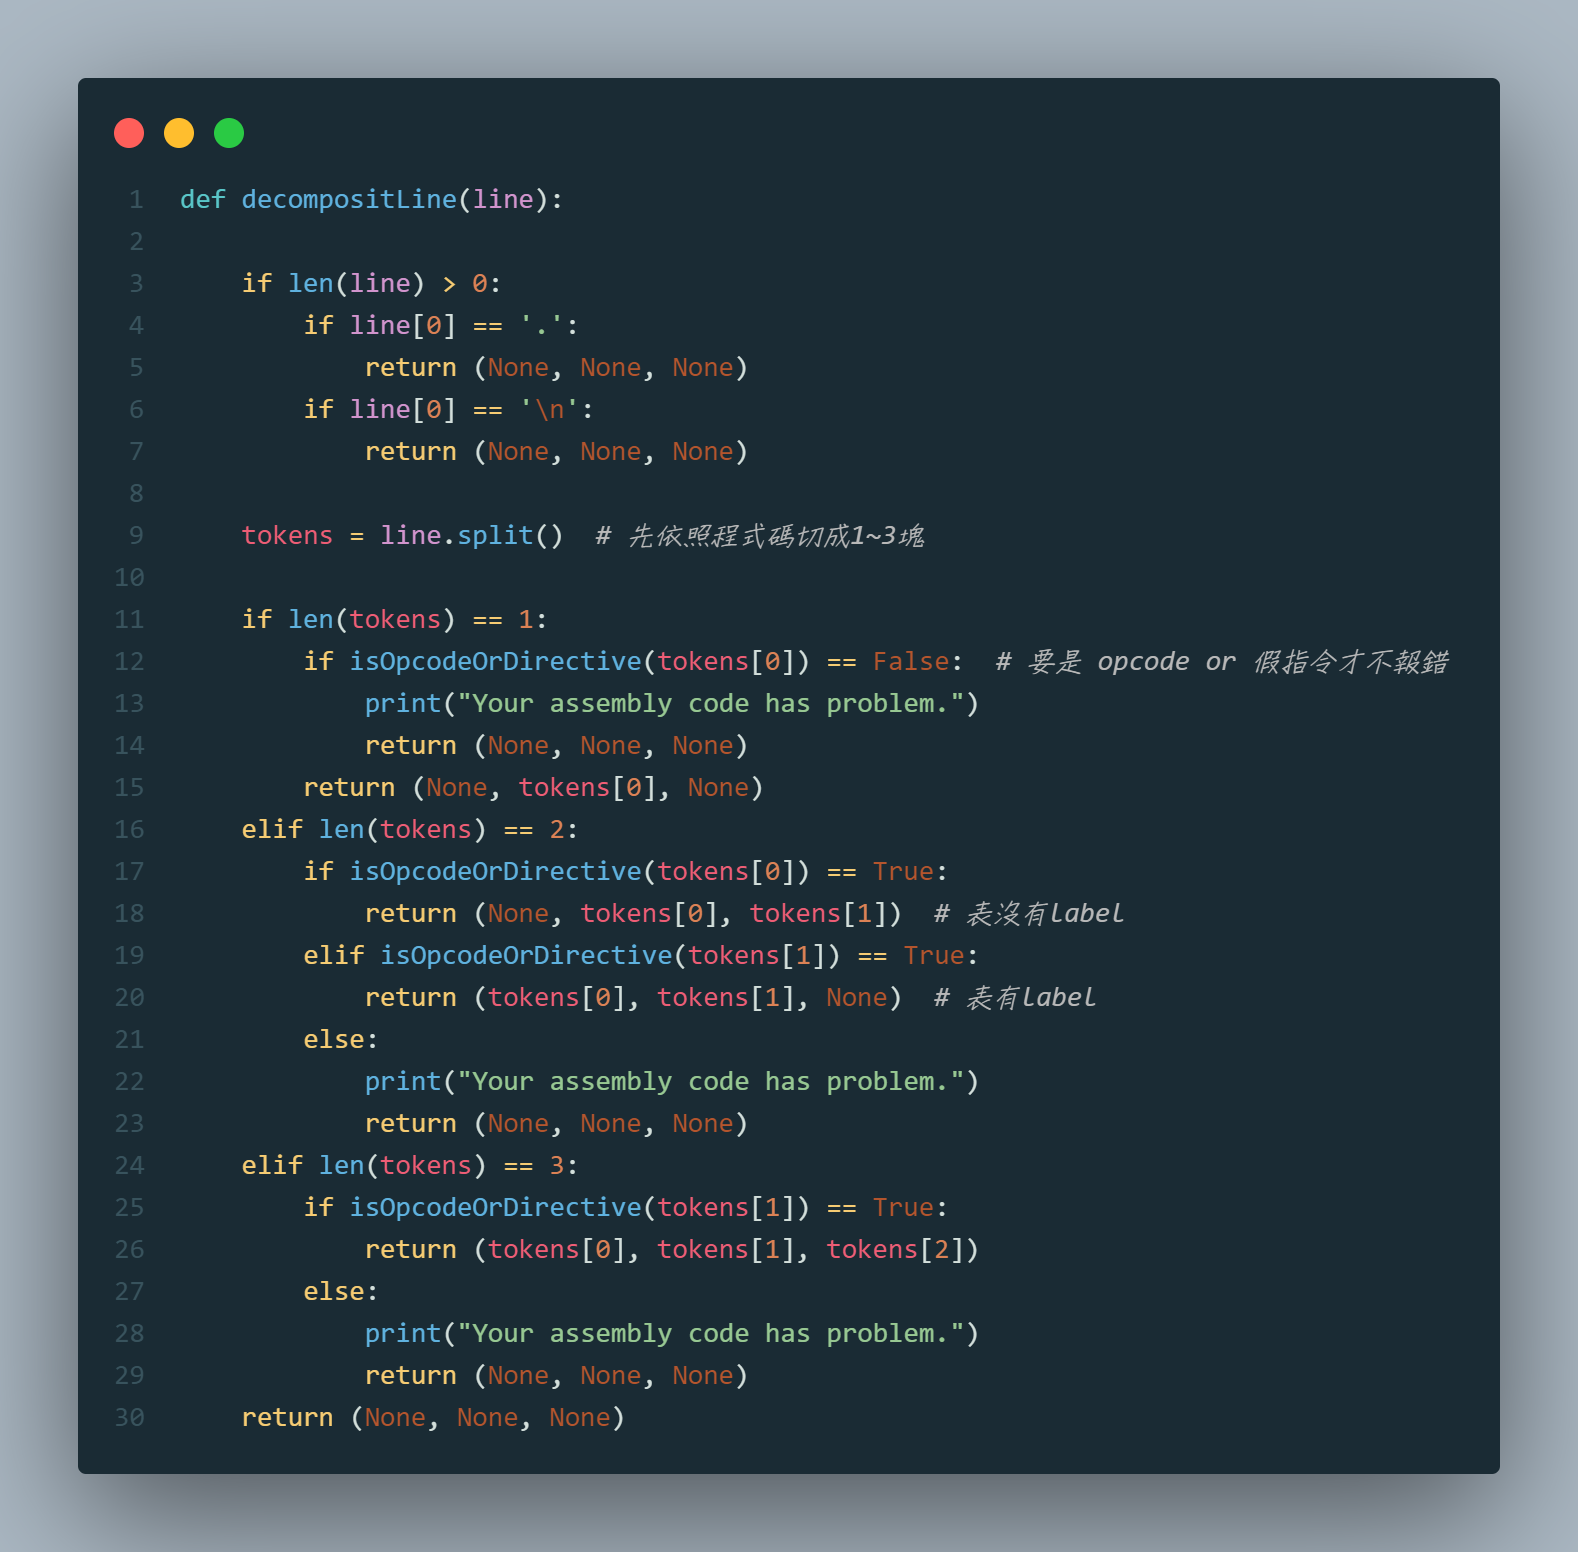 1 def decompositLine(line):
2
3     if len(line) > 0:
4         if line[0] == '.':
5             return (None, None, None)
6         if line[0] == '\n':
7             return (None, None, None)
8
9     tokens = line.split()  # 先依照程式碼切成1~3塊
10
11     if len(tokens) == 1:
12         if isOpcodeOrDirective(tokens[0]) == False:  # 要是 opcode or 假指令才不報錯
13             print("Your assembly code has problem.")
14             return (None, None, None)
15         return (None, tokens[0], None)
16     elif len(tokens) == 2:
17         if isOpcodeOrDirective(tokens[0]) == True:
18             return (None, tokens[0], tokens[1])  # 表沒有label
19         elif isOpcodeOrDirective(tokens[1]) == True:
20             return (tokens[0], tokens[1], None)  # 表有label
21         else:
22             print("Your assembly code has problem.")
23             return (None, None, None)
24     elif len(tokens) == 3:
25         if isOpcodeOrDirective(tokens[1]) == True:
26             return (tokens[0], tokens[1], tokens[2])
27         else:
28             print("Your assembly code has problem.")
29             return (None, None, None)
30     return (None, None, None)